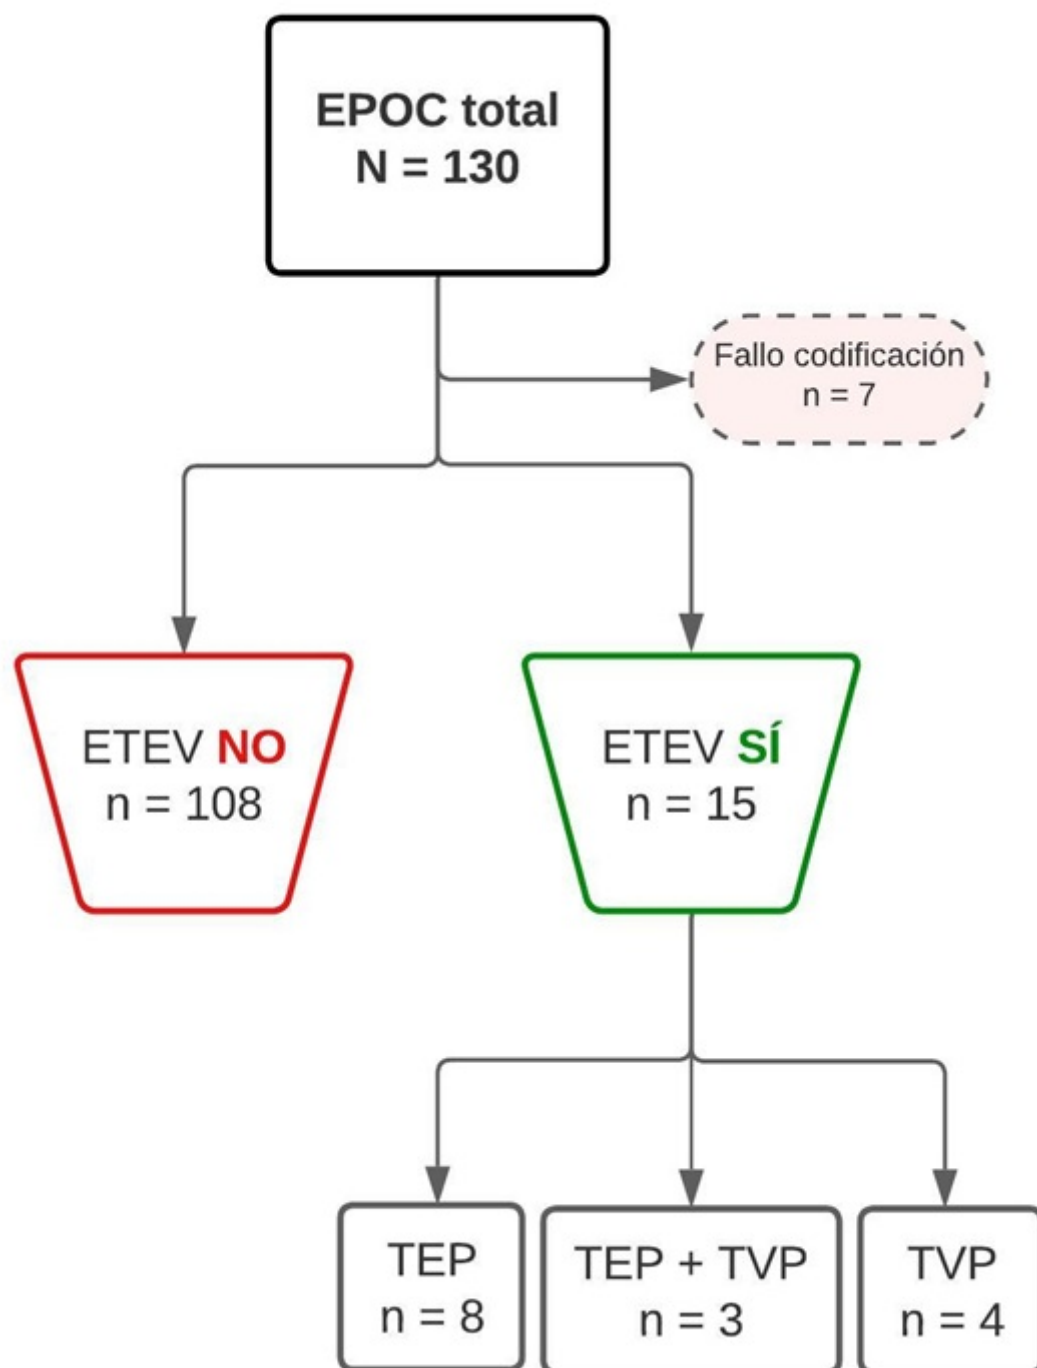 EPOC total
N = 130
Fallo codificación
n = 7
ETEV NO
n = 108
ETEV SÍ
n = 15
TEP
n = 8
TEP + TVP
n = 3
TVP
n = 4